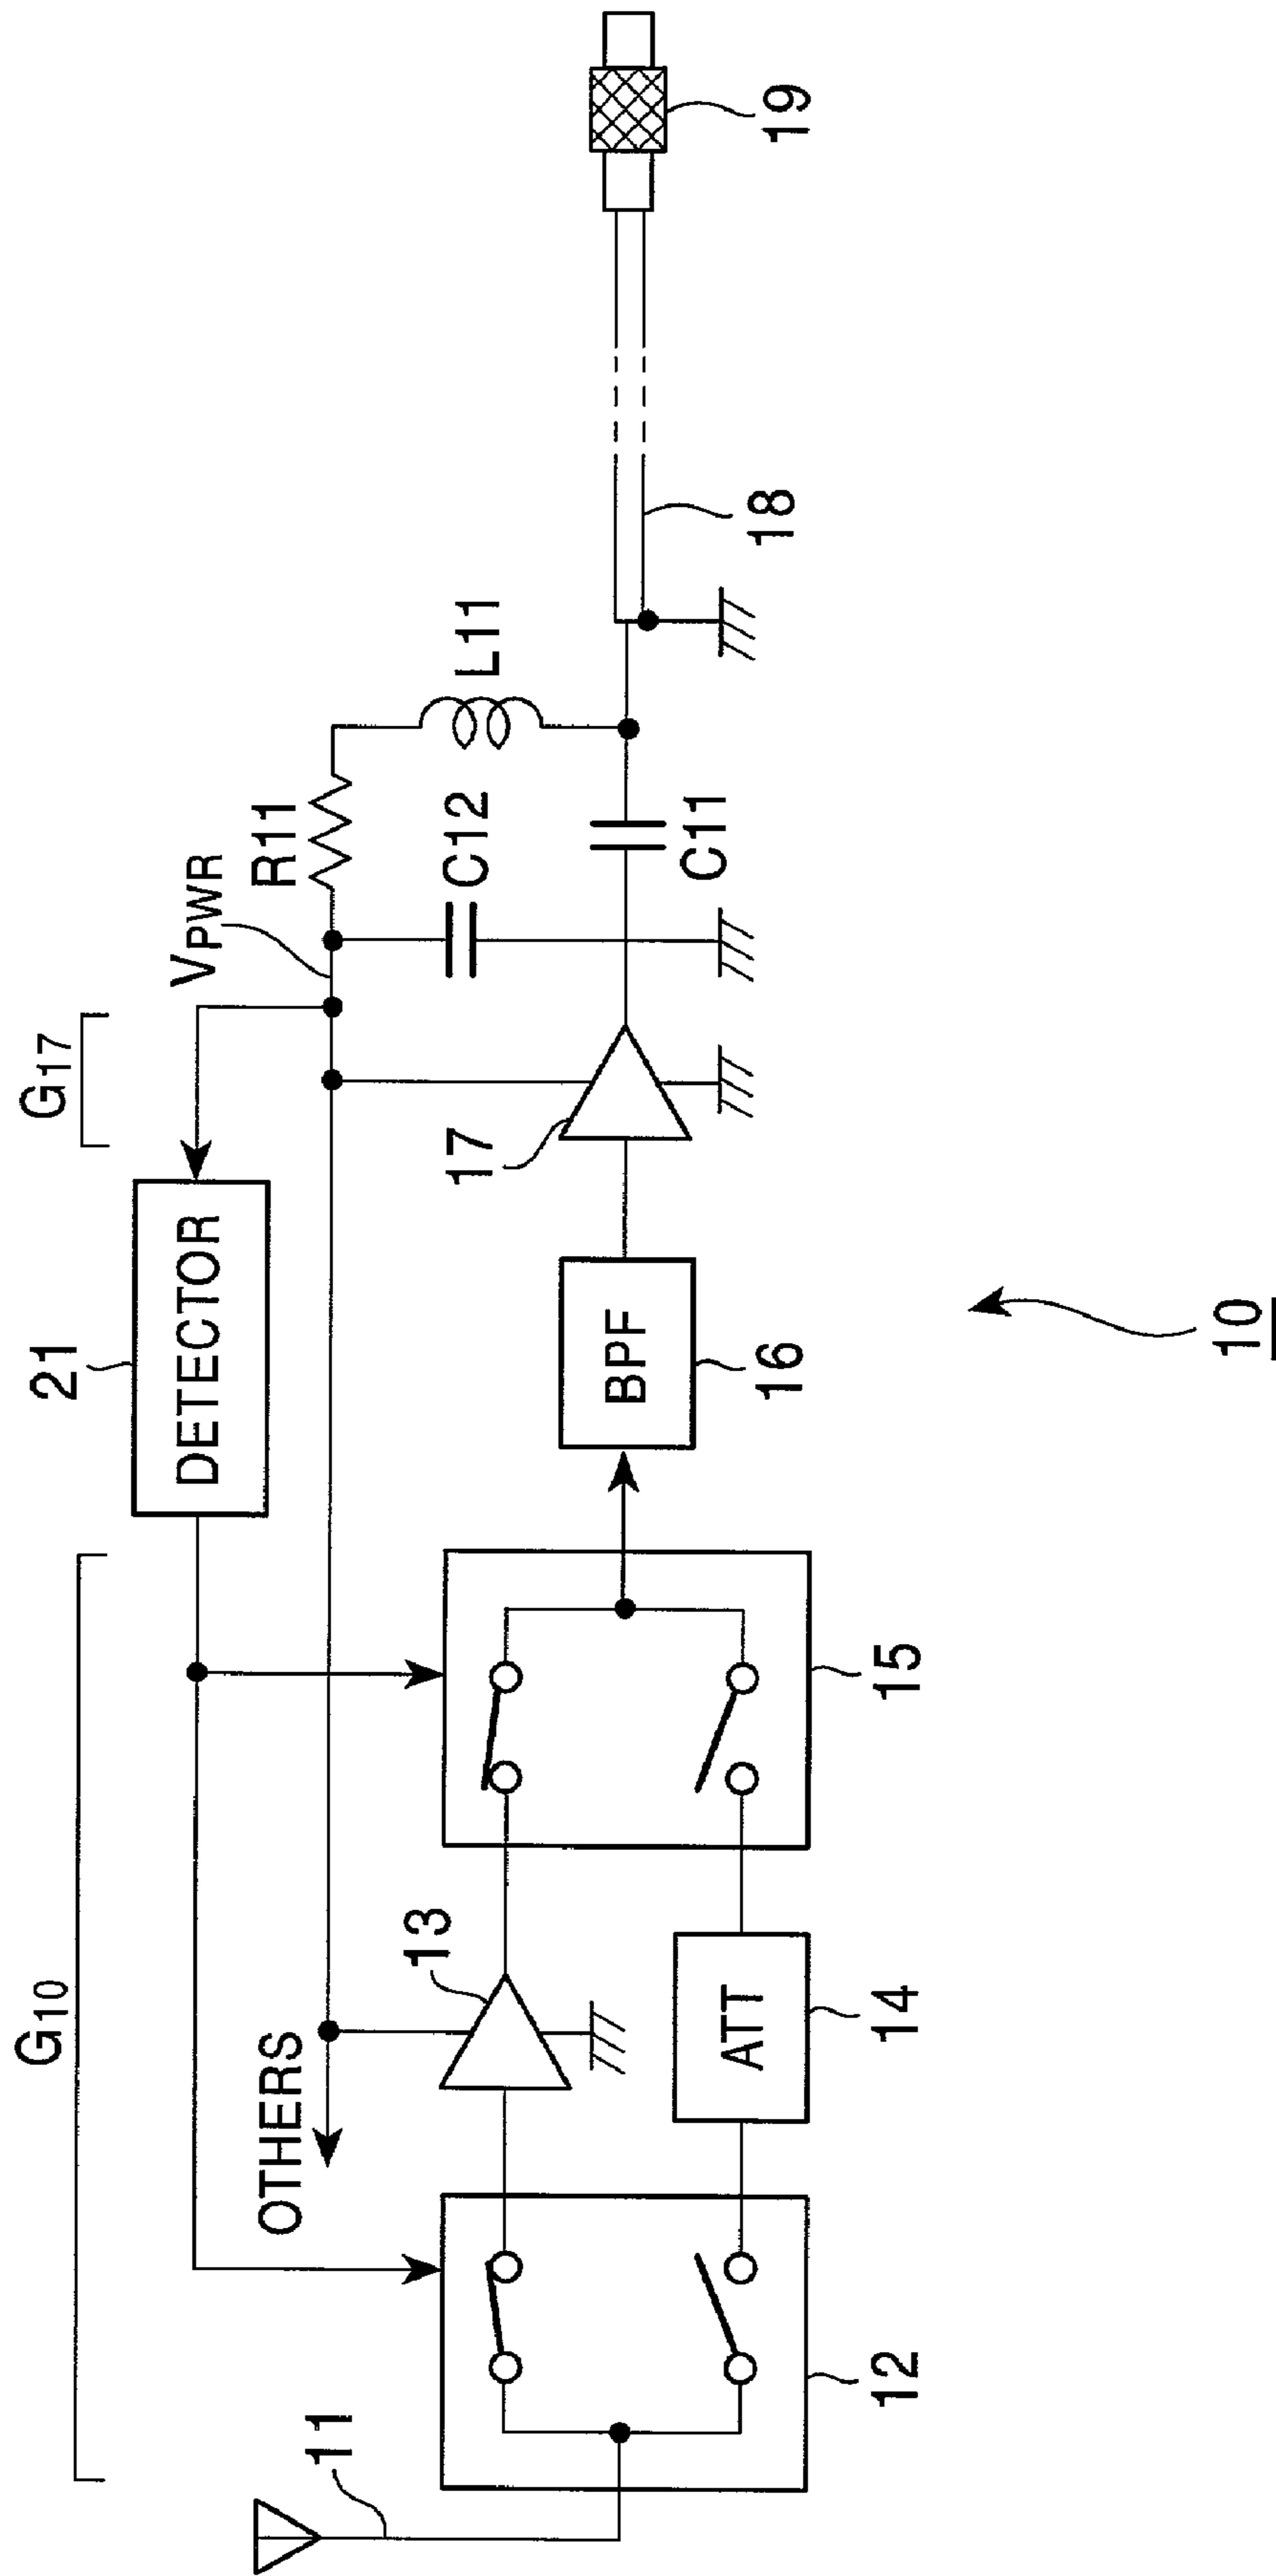 G10
G17
21
DETECTOR
VPWR
R11
L11
C12
C11
OTHERS
11
12
13
14
ATT
15
16
BPF
17
18
19
10